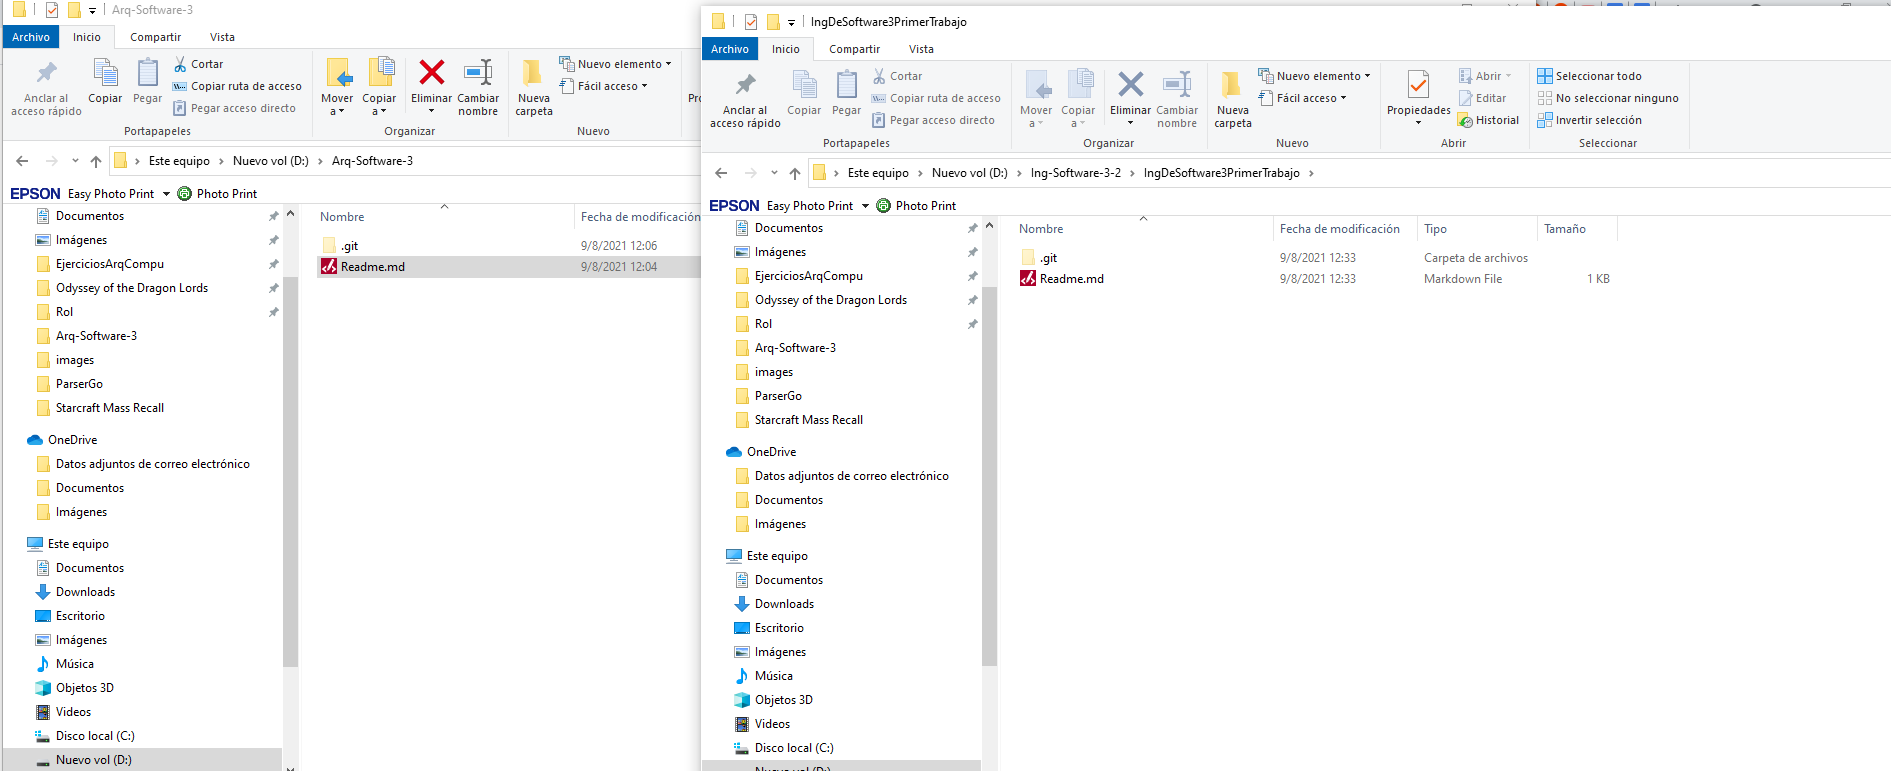 Arq-Software-3
Archivo Inicio Compartir Vista
Anclar al acceso rápido
Copiar
Pegar
Cortar
Copiar ruta de acceso
Pegar acceso directo
Portapapeles
Mover a
Copiar a
Eliminar
Cambiar nombre
Organizar
Nueva carpeta
Nuevo elemento
Fácil acceso
Nuevo
Este equipo Nuevo vol (D:) Arq-Software-3
EPSON Easy Photo Print Photo Print
Documentos
Imágenes
EjerciciosArqCompu
Odyssey of the Dragon Lords
Rol
Arq-Software-3
images
ParserGo
Starcraft Mass Recall
OneDrive
Datos adjuntos de correo electrónico
Documentos
Imágenes
Este equipo
Documentos
Downloads
Escritorio
Imágenes
Música
Objetos 3D
Videos
Disco local (C:)
Nuevo vol (D:)
Nombre Fecha de modificación
.git 9/8/2021 12:06
Readme.md 9/8/2021 12:04
IngDeSoftware3PrimerTrabajo
Archivo Inicio Compartir Vista
Anclar al acceso rápido
Copiar
Pegar
Cortar
Copiar ruta de acceso
Pegar acceso directo
Portapapeles
Mover a
Copiar a
Eliminar
Cambiar nombre
Organizar
Nueva carpeta
Nuevo elemento
Fácil acceso
Nuevo
Propiedades
Abrir
Editar
Historial
Abrir
Seleccionar todo
No seleccionar ninguno
Invertir selección
Seleccionar
Este equipo Nuevo vol (D:) Ing-Software-3-2 IngDeSoftware3PrimerTrabajo
EPSON Easy Photo Print Photo Print
Documentos
Imágenes
EjerciciosArqCompu
Odyssey of the Dragon Lords
Rol
Arq-Software-3
images
ParserGo
Starcraft Mass Recall
OneDrive
Datos adjuntos de correo electrónico
Documentos
Imágenes
Este equipo
Documentos
Downloads
Escritorio
Imágenes
Música
Objetos 3D
Videos
Disco local (C:)
Nuevo vol (D:)
Nombre Fecha de modificación Tipo Tamaño
.git 9/8/2021 12:33 Carpeta de archivos
Readme.md 9/8/2021 12:33 Markdown File 1 KB